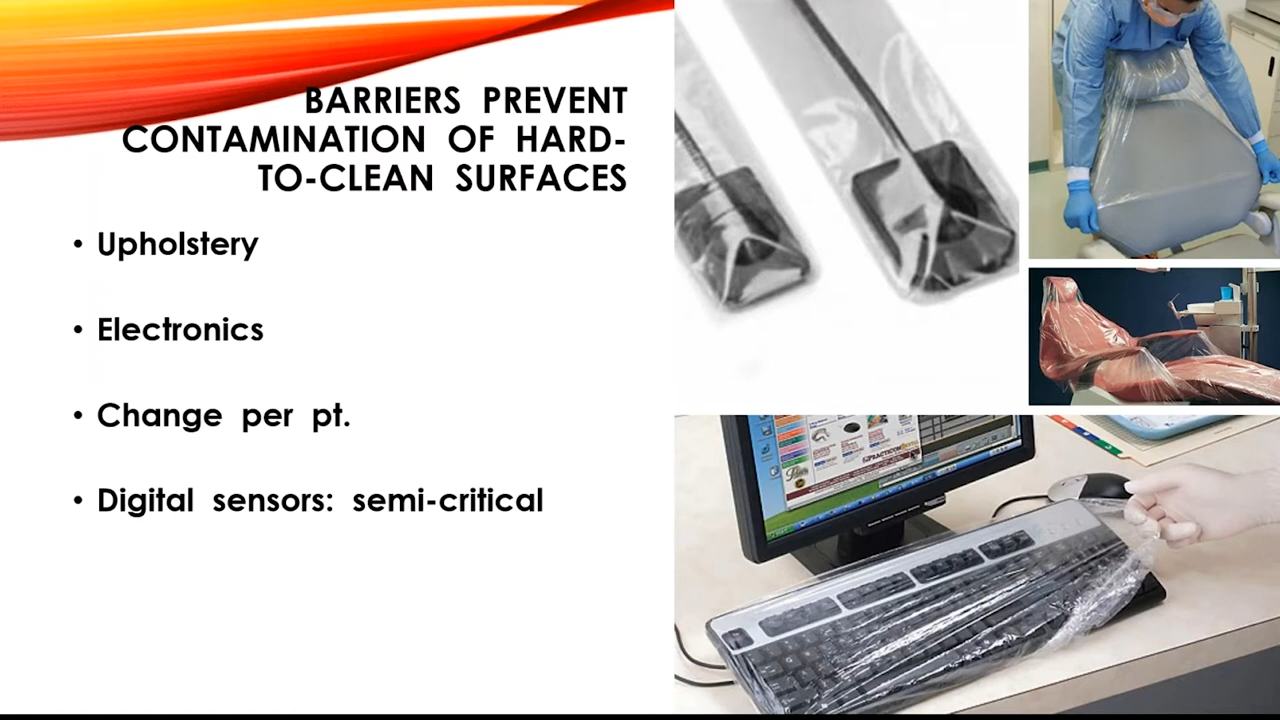 BARRIERS PREVENT
CONTAMINATION OF HARD-
TO-CLEAN SURFACES
• Upholstery
• Electronics
• Change per pt.
• Digital sensors: semi-critical